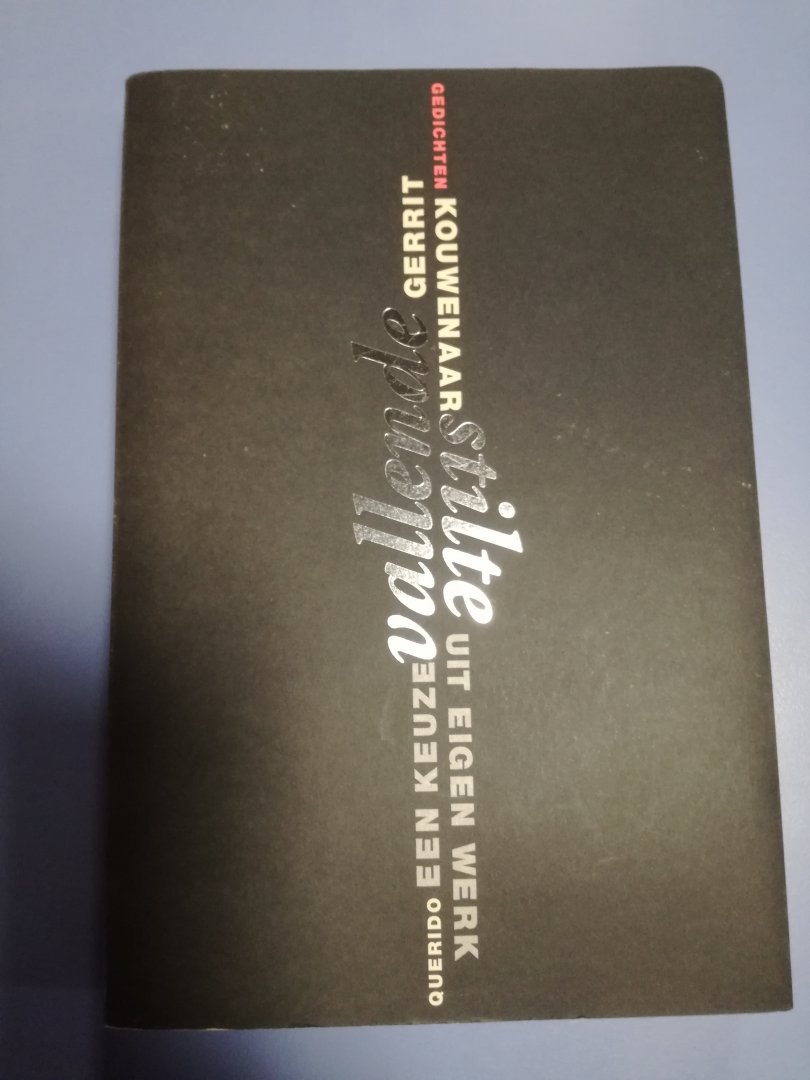 GEDICHTEN
GERRIT
KOUWENAAR
vallende
stilte
EEN KEUZE
UIT EIGEN WERK
QUERIDO